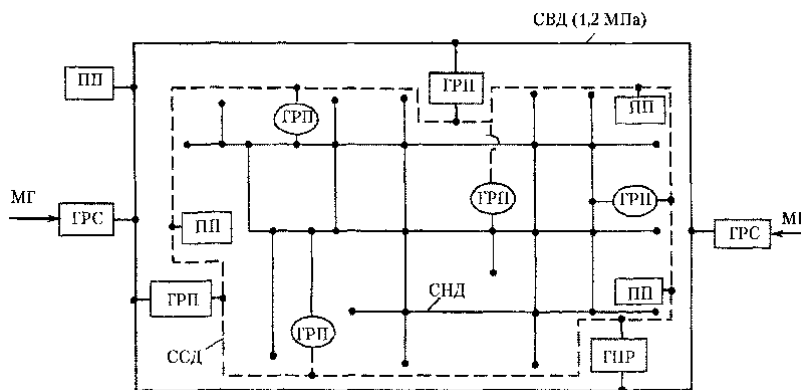 СВД (1,2 МПа)
ПП
ГРП
ГРП
ПП
МГ
ГРС
ПП
ГРП
ГРП
ГРС
МГ
ГРП
СНД
ПП
ССД
ГРП
ГПР